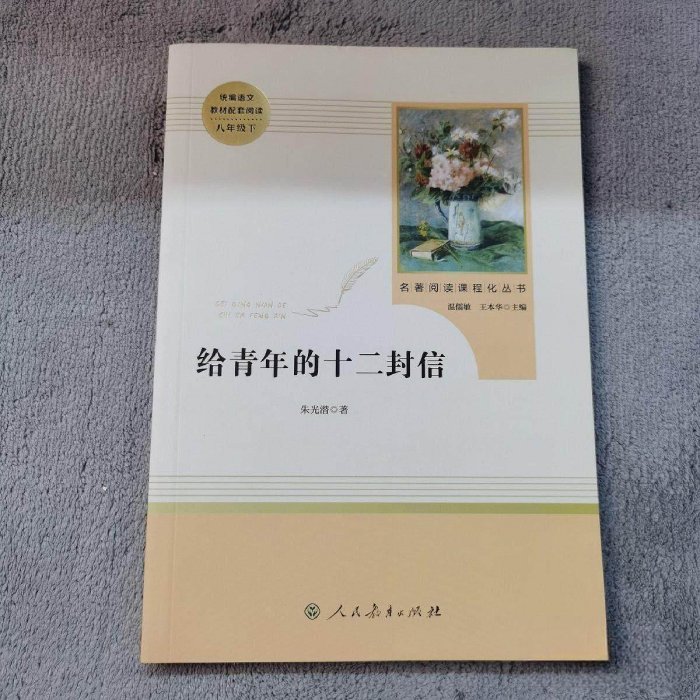 统编语文
教材配套阅读
八年级下
名著阅读课程化丛书
温儒敏 王本华◎主编
GEI QING NIAN DE
SHI ER FENG XIN
给青年的十二封信
朱光潜◎著
人民教育出版社